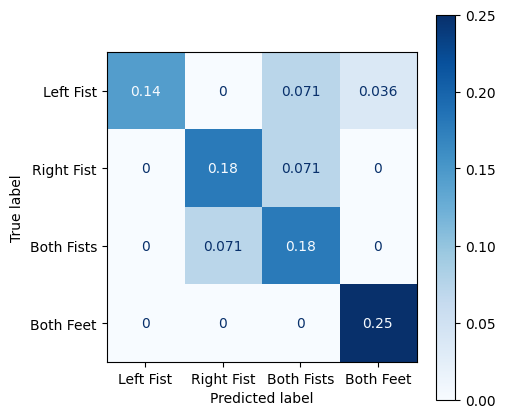 Left Fist 0.14 0 0.071 0.036
Right Fist 0 0.18 0.071 0
Both Fists 0 0.071 0.18 0
Both Feet 0 0 0 0.25
True label
Left Fist Right Fist Both Fists Both Feet
Predicted label
0.25
0.20
0.15
0.10
0.05
0.00